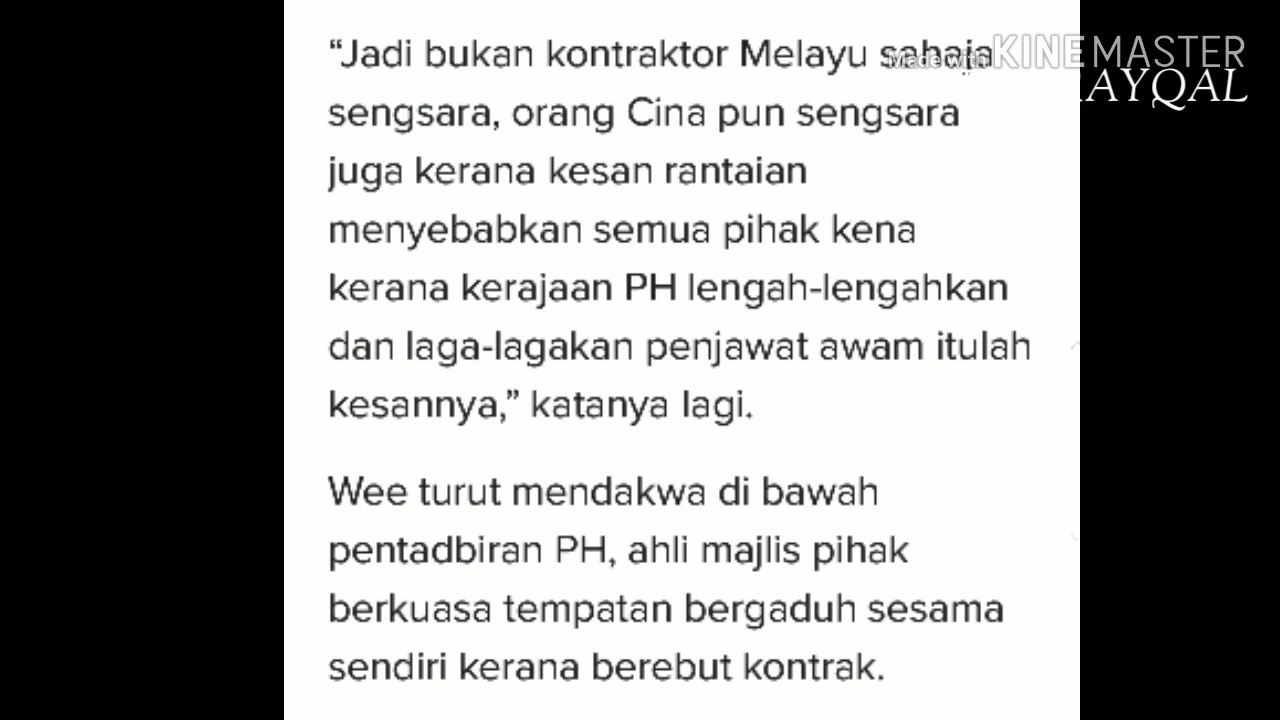 “Jadi bukan kontraktor Melayu sahaja
sengsara, orang Cina pun sengsara
juga kerana kesan rantaian
menyebabkan semua pihak kena
kerana kerajaan PH lengah-lengahkan
dan laga-lagakan penjawat awam itulah
kesannya,” katanya lagi.
Wee turut mendakwa di bawah
pentadbiran PH, ahli majlis pihak
berkuasa tempatan bergaduh sesama
sendiri kerana berebut kontrak.
Made with KINEMASTER
AYQAL